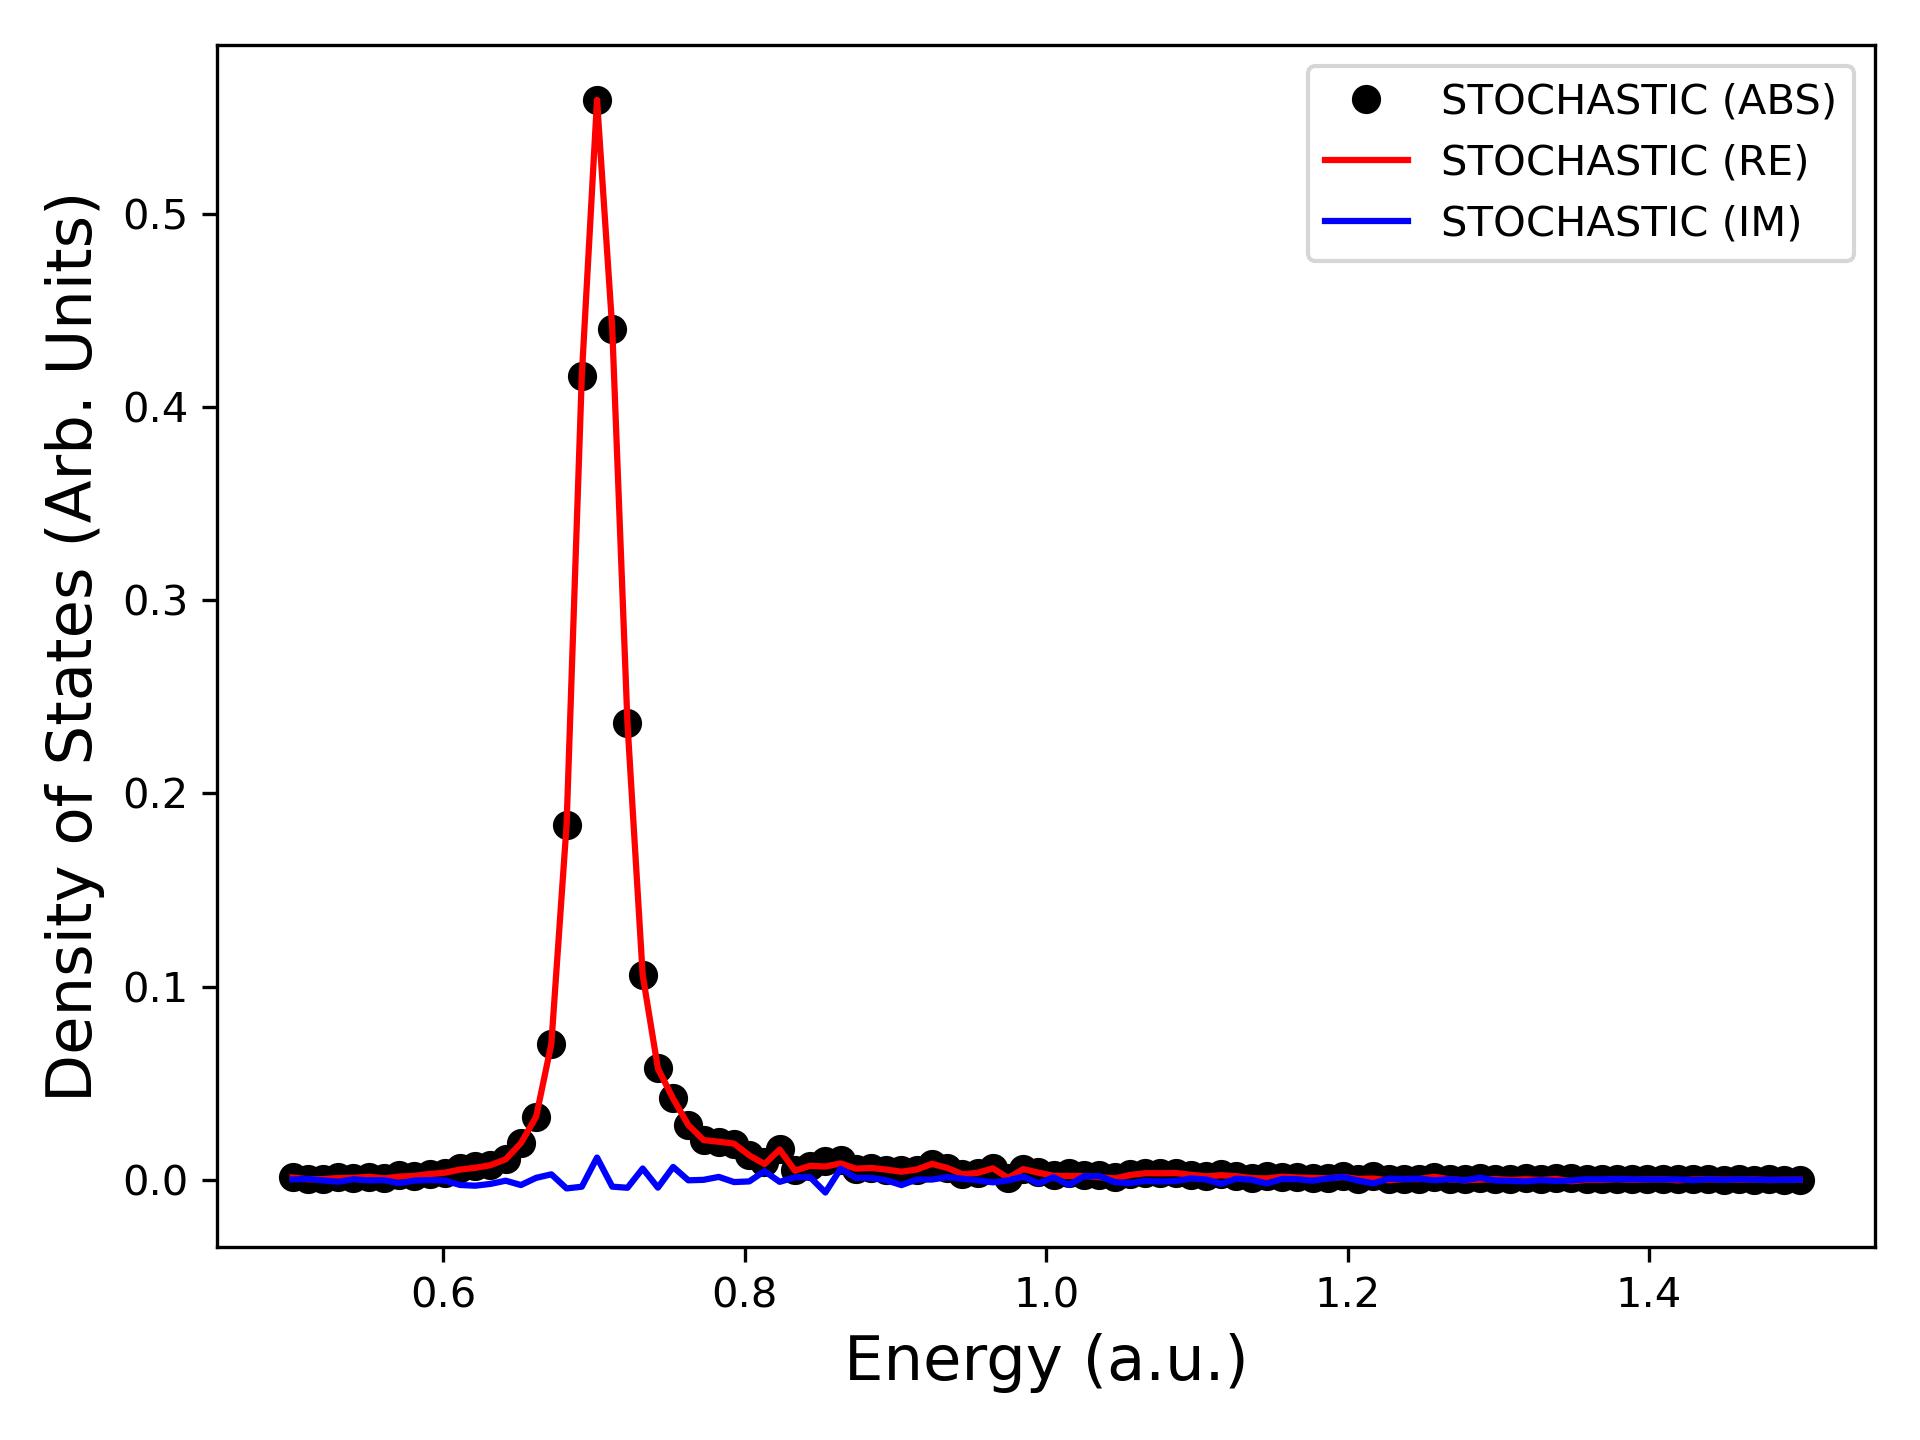 STOCHASTIC (ABS)
STOCHASTIC (RE)
STOCHASTIC (IM)
Density of States (Arb. Units)
0.5
0.4
0.3
0.2
0.1
0.0
0.6 0.8 1.0 1.2 1.4
Energy (a.u.)